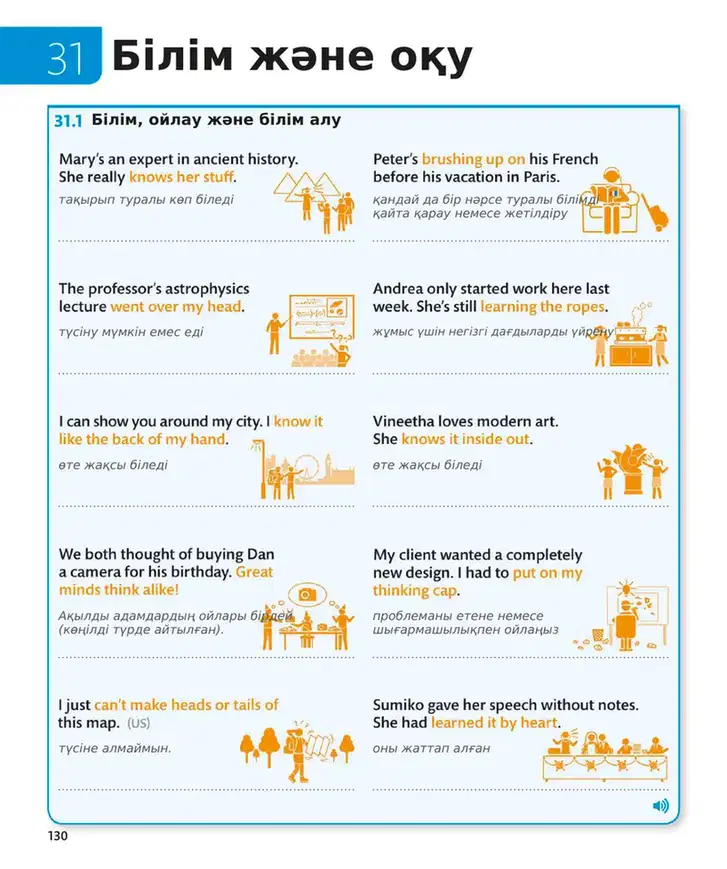 31 Білім және оқу
31.1 Білім, ойлау және білім алу
Mary's an expert in ancient history.
She really knows her stuff.
тақырып туралы көп біледі
Peter's brushing up on his French
before his vacation in Paris.
қандай да бір нәрсе туралы білімді
қайта қарау немесе жетілдіру
The professor's astrophysics
lecture went over my head.
түсіну мүмкін емес еді
Andrea only started work here last
week. She's still learning the ropes.
жұмыс үшін негізгі дағдыларды үйрену
I can show you around my city. I know it
like the back of my hand.
өте жақсы біледі
Vineetha loves modern art.
She knows it inside out.
өте жақсы біледі
We both thought of buying Dan
a camera for his birthday. Great
minds think alike!
Ақылды адамдардың ойлары бірдей
(көңілді түрде айтылған).
My client wanted a completely
new design. I had to put on my
thinking cap.
проблеманы етене немесе
шығармашылықпен ойлаңыз
I just can't make heads or tails of
this map. (US)
түсіне алмаймын.
Sumiko gave her speech without notes.
She had learned it by heart.
оны жаттап алған
130